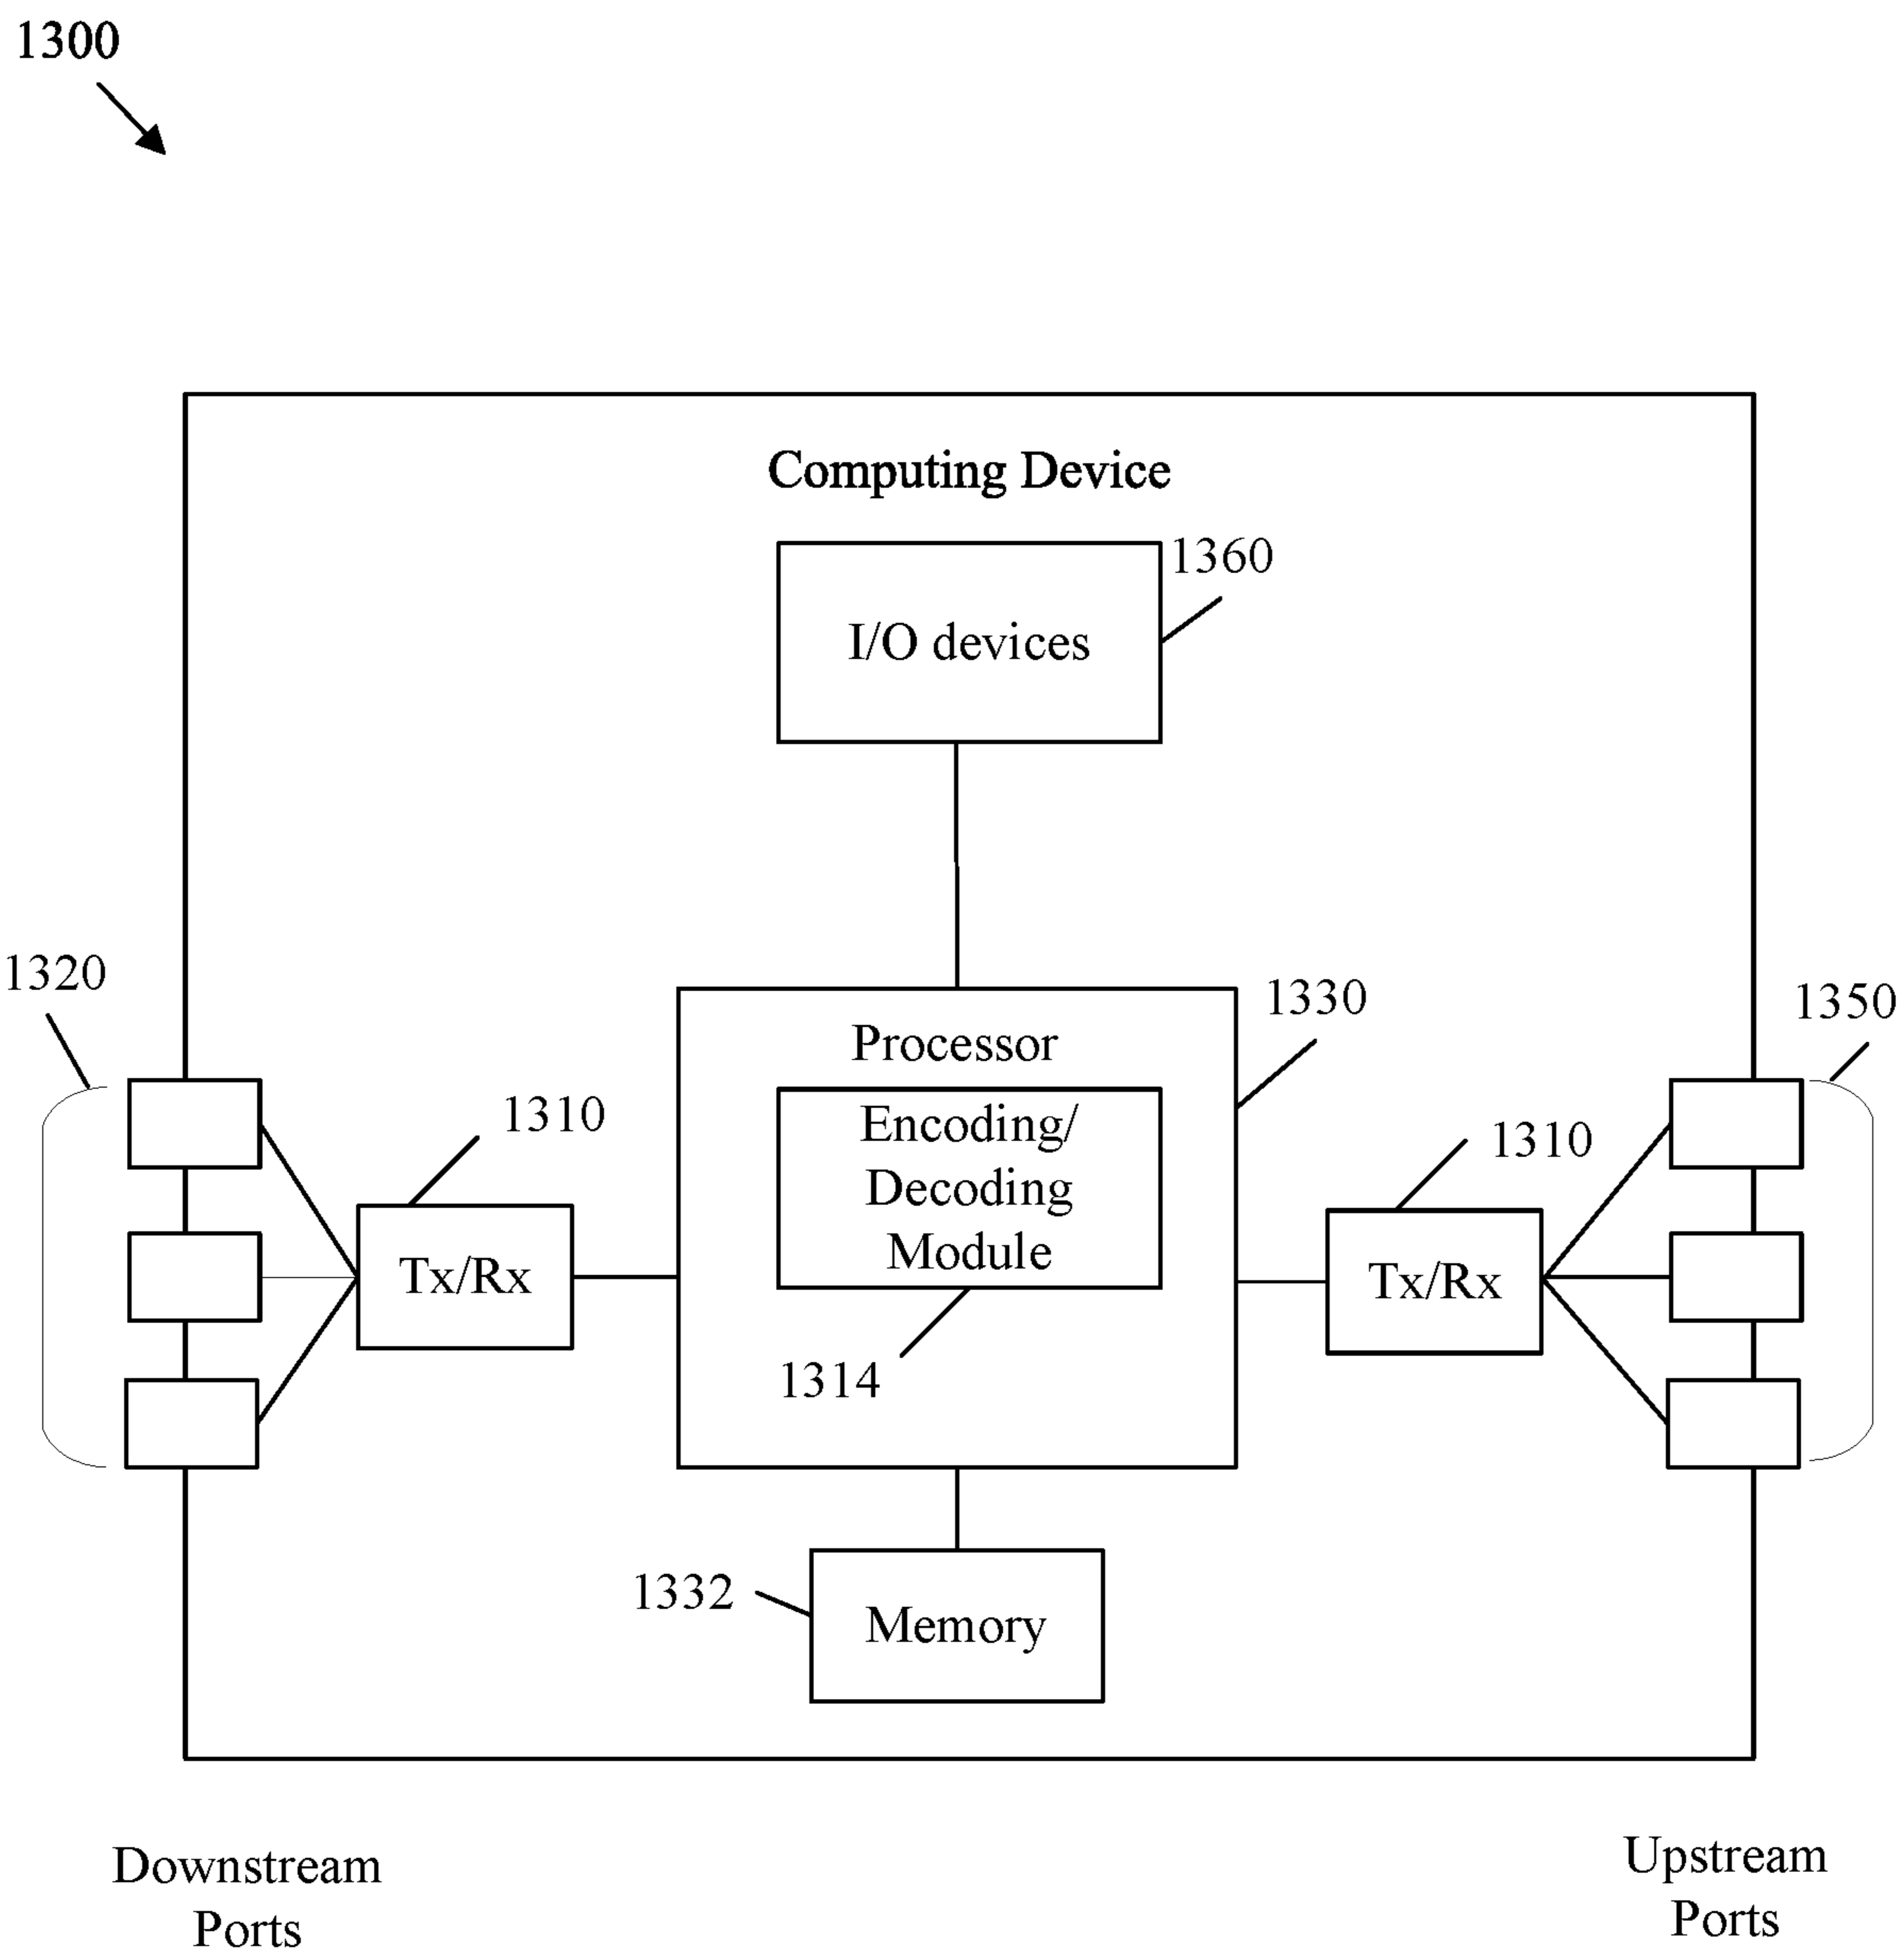 1300
Computing Device
1360
I/O devices
1320
1330
1350
Processor
1310
Encoding/
Decoding
Module
1310
Tx/Rx
Tx/Rx
1314
1332
Memory
Downstream
Ports
Upstream
Ports